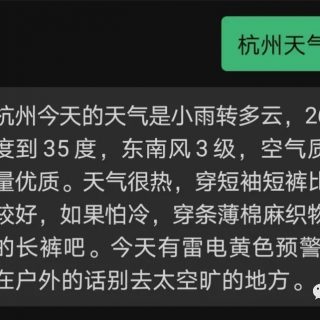 杭州天气
杭州今天的天气是小雨转多云，26
度到35度，东南风3级，空气质
量优质。天气很热，穿短袖短裤比
较好，如果怕冷，穿条薄棉麻织物
的长裤吧。今天有雷电黄色预警
在户外的话别去太空旷的地方。